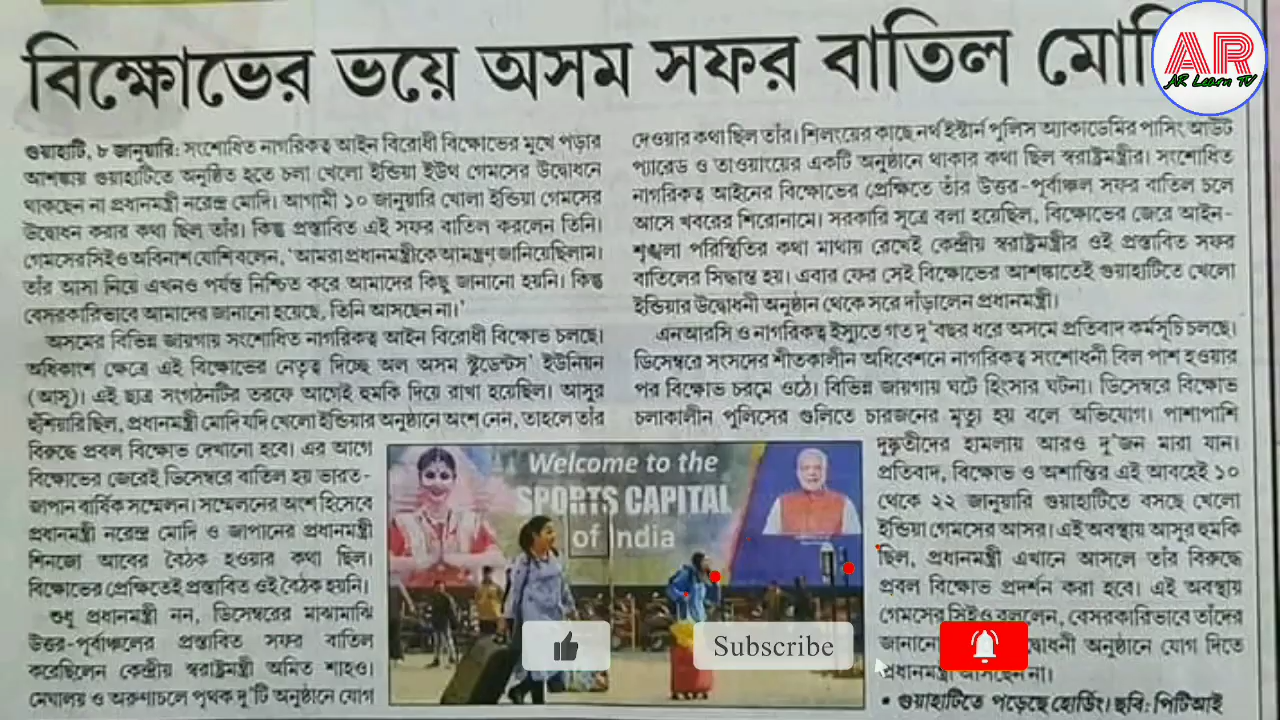 বিক্ষোভের ভয়ে অসম সফর বাতিল
AR
AR Learn TV
গুয়াহাটি, ৮ জানুয়ারি: সংশোধিত নাগরিকত্ব আইন বিরোধী বিক্ষোভের মুখে পড়ার
আশঙ্কায় গুয়াহাটিতে অনুষ্ঠিত হতে চলা খেলো ইন্ডিয়া ইউথ গেমসের উদ্বোধনে
থাকছেন না প্রধানমন্ত্রী নরেন্দ্র মোদি। আগামী ১০ জানুয়ারি খেলা ইন্ডিয়া গেমসের
উদ্বোধন করার কথা ছিল তাঁর। কিন্তু প্রস্তাবিত এই সফর বাতিল করলেন তিনি।
গেমসের সিইও অবিনাশ যোশি বলেন, ‘আমরা প্রধানমন্ত্রীকে আমন্ত্রণ জানিয়েছিলাম।
তাঁর আসা নিয়ে এখনও পর্যন্ত নিশ্চিত করে আমাদের কিছু জানানো হয়নি। কিন্তু
বেসরকারিভাবে আমাদের জানানো হয়েছে, তিনি আসছেন না।’
অসমের বিভিন্ন জায়গায় সংশোধিত নাগরিকত্ব আইন বিরোধী বিক্ষোভ চলছে।
অধিকাংশ ক্ষেত্রে এই বিক্ষোভের নেতৃত্ব দিচ্ছে অল অসম স্টুডেন্টস’ ইউনিয়ন
(আসু)। এই ছাত্র সংগঠনটির তরফে আগেই হুমকি দিয়ে রাখা হয়েছিল। আসুর
হুঁশিয়ারি ছিল, প্রধানমন্ত্রী মোদি যদি খেলো ইন্ডিয়ার অনুষ্ঠানে অংশ নেন, তাহলে তাঁর
বিরুদ্ধে প্রবল বিক্ষোভ দেখানো হবে। এর আগে
বিক্ষোভের জেরেই ডিসেম্বরে বাতিল হয় ভারত-
জাপান বার্ষিক সম্মেলন। সম্মেলনের অংশ হিসেবে
প্রধানমন্ত্রী নরেন্দ্র মোদি ও জাপানের প্রধানমন্ত্রী
শিনজো আবের বৈঠক হওয়ার কথা ছিল।
বিক্ষোভের প্রেক্ষিতেই প্রস্তাবিত ওই বৈঠক হয়নি।
শুধু প্রধানমন্ত্রী নন, ডিসেম্বরের মাঝামাঝি
উত্তর-পূর্বাঞ্চলের প্রস্তাবিত সফর বাতিল
করেছিলেন কেন্দ্রীয় স্বরাষ্ট্রমন্ত্রী অমিত শাহও।
মেঘালয় ও অরুণাচলে পৃথক দু’টি অনুষ্ঠানে যোগ
দেওয়ার কথা ছিল তাঁর। শিলংয়ের কাছে নর্থ ইস্টার্ন পুলিস অ্যাকাডেমির পাসিং আউট
প্যারেড ও তাওয়াংয়ের একটি অনুষ্ঠানে থাকার কথা ছিল স্বরাষ্ট্রমন্ত্রীর। সংশোধিত
নাগরিকত্ব আইনের বিক্ষোভের প্রেক্ষিতে তাঁর উত্তর-পূর্বাঞ্চল সফর বাতিল চলে
আসে খবরের শিরোনামে। সরকারি সূত্রে বলা হয়েছিল, বিক্ষোভের জেরে আইন-
শৃঙ্খলা পরিস্থিতির কথা মাথায় রেখেই কেন্দ্রীয় স্বরাষ্ট্রমন্ত্রীর ওই প্রস্তাবিত সফর
বাতিলের সিদ্ধান্ত হয়। এবার ফের সেই বিক্ষোভের আশঙ্কাতেই গুয়াহাটিতে খেলো
ইন্ডিয়ার উদ্বোধনী অনুষ্ঠান থেকে সরে দাঁড়ালেন প্রধানমন্ত্রী।
এনআরসি ও নাগরিকত্ব ইস্যুতে গত দু’বছর ধরে অসমে প্রতিবাদ কর্মসূচি চলছে।
ডিসেম্বরে সংসদের শীতকালীন অধিবেশনে নাগরিকত্ব সংশোধনী বিল পাশ হওয়ার
পর বিক্ষোভ চরমে ওঠে। বিভিন্ন জায়গায় ঘটে হিংসার ঘটনা। ডিসেম্বরে বিক্ষোভ
চলাকালীন পুলিসের গুলিতে চারজনের মৃত্যু হয় বলে অভিযোগ। পাশাপাশি
দুষ্কৃতীদের হামলায় আরও দু’জন মারা যান।
প্রতিবাদ, বিক্ষোভ ও অশান্তির এই আবহেই ১০
থেকে ২২ জানুয়ারি গুয়াহাটিতে বসছে খেলো
ইন্ডিয়া গেমসের আসর। এই অবস্থায় আসুর হুমকি
ছিল, প্রধানমন্ত্রী এখানে আসলে তাঁর বিরুদ্ধে
প্রবল বিক্ষোভ প্রদর্শন করা হবে। এই অবস্থায়
গেমসের সিইও বললেন, বেসরকারিভাবে তাঁদের
জানানো অনুষ্ঠানে যোগ দিতে
প্রধানমন্ত্রী আসছেন না।
• গুয়াহাটিতে পড়েছে হোর্ডিং। ছবি: পিটিআই
Welcome to the
SPORTS CAPITAL
of India
Subscribe